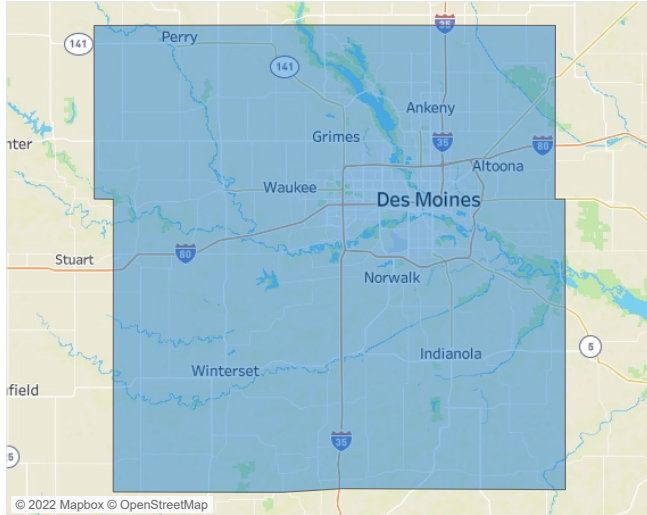 35
141
Perry
141
Ankeny
Grimes
35
80
nter
Altoona
Waukee
Des Moines
80
Stuart
Norwalk
5
Indianola
Winterset
nfield
35
5
© 2022 Mapbox © OpenStreetMap